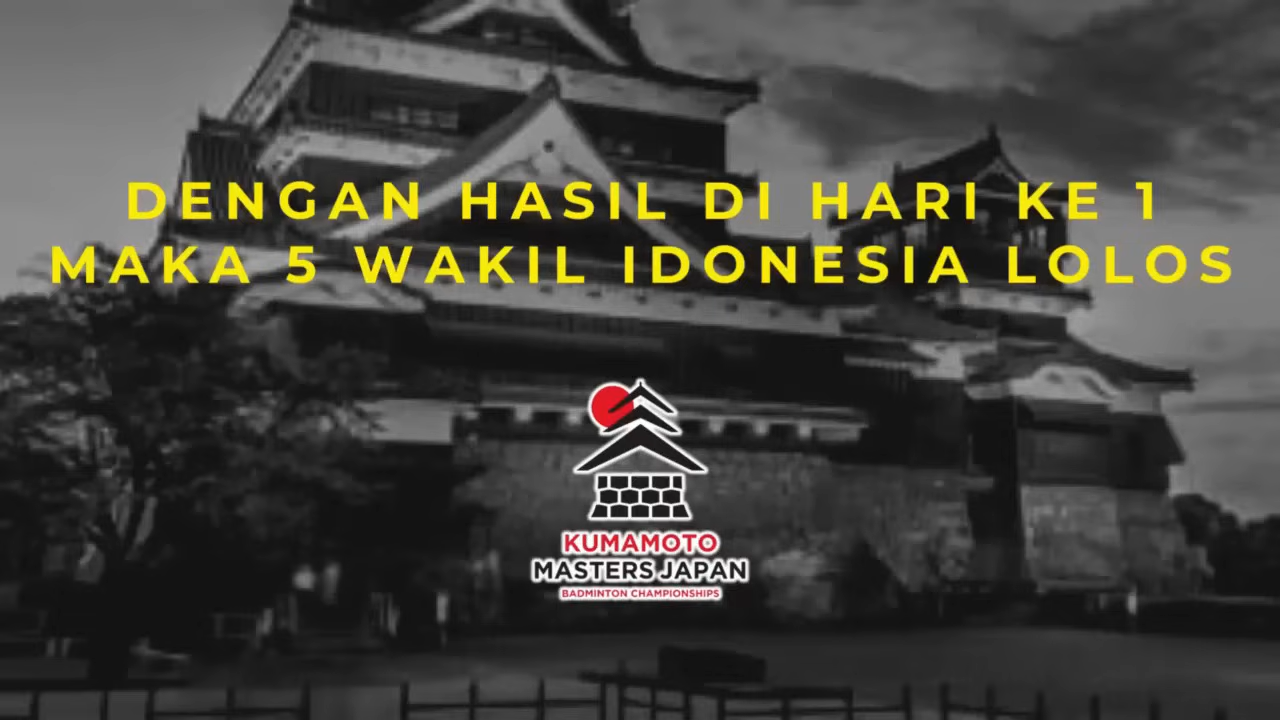 DENGAN HASIL DI HARI KE 1
MAKA 5 WAKIL IDONESIA LOLOS
KUMAMOTO
MASTERS JAPAN
BADMINTON CHAMPIONSHIPS